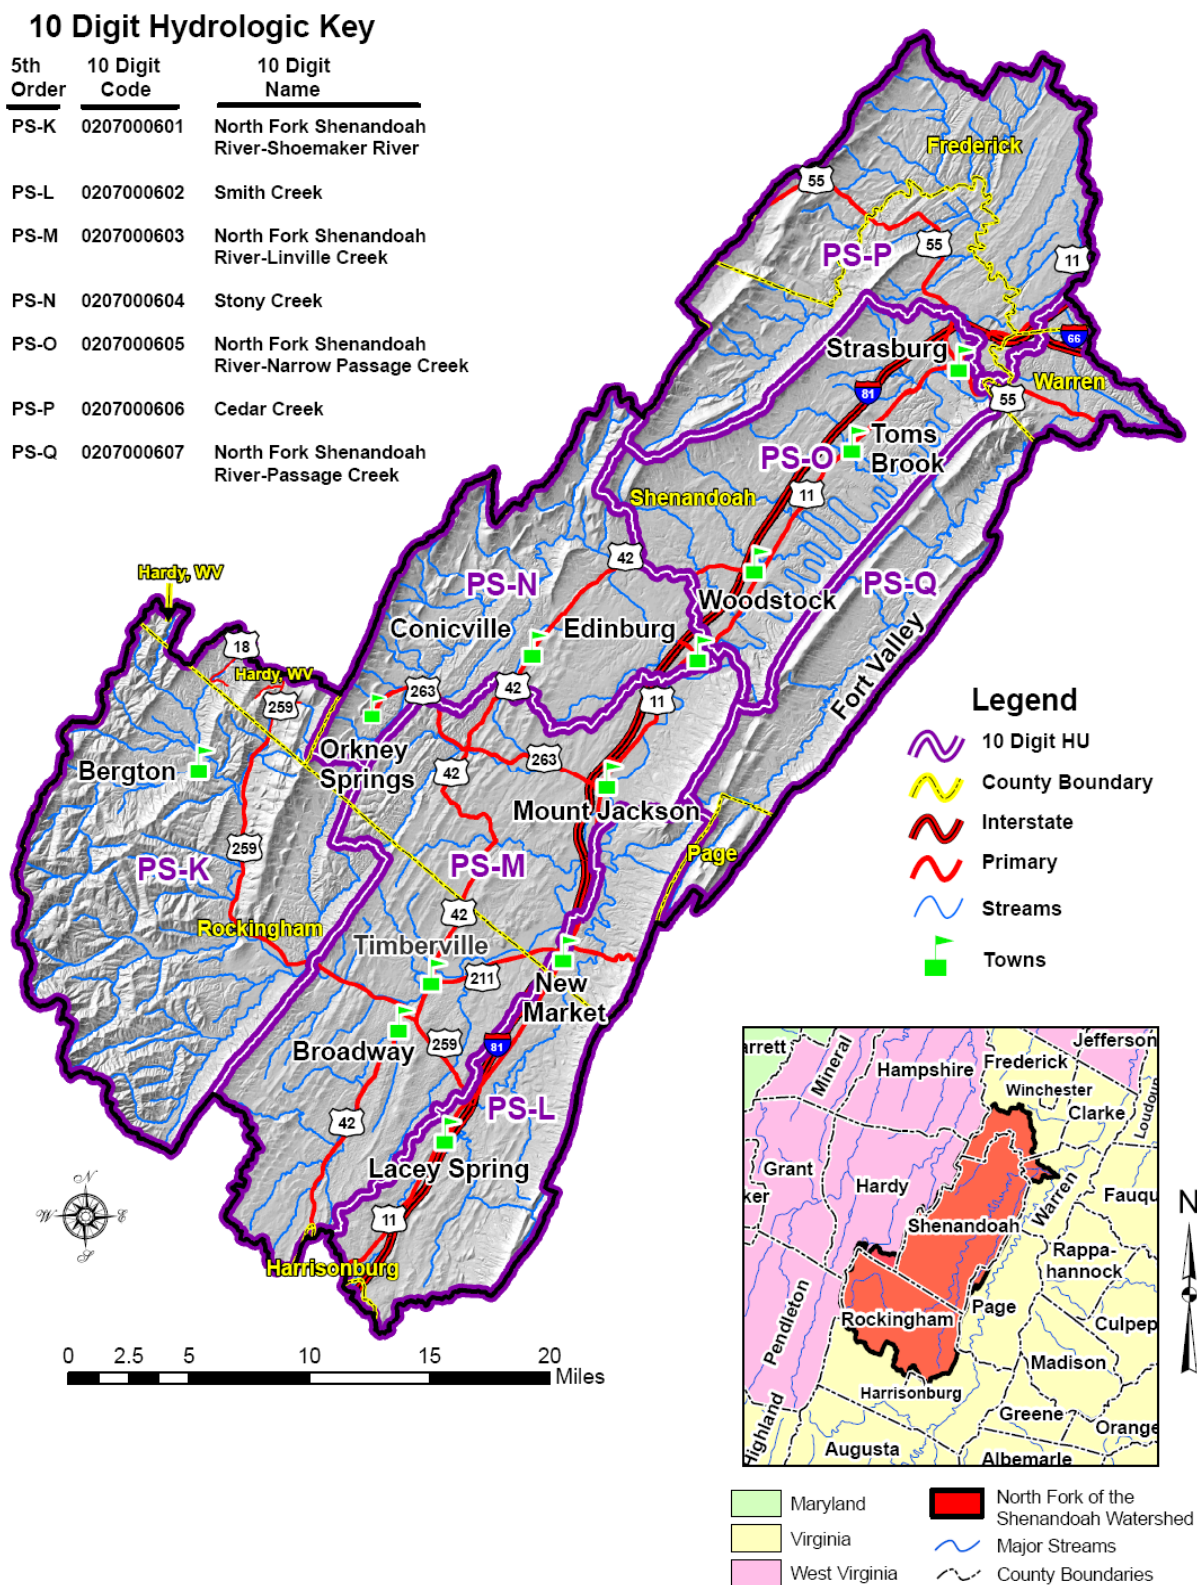 10 Digit Hydrologic Key
5th Order
10 Digit Code
10 Digit Name
PS-K 0207000601 North Fork Shenandoah
River-Shoemaker River
PS-L 0207000602 Smith Creek
PS-M 0207000603 North Fork Shenandoah
River-Linville Creek
PS-N 0207000604 Stony Creek
PS-O 0207000605 North Fork Shenandoah
River-Narrow Passage Creek
PS-P 0207000606 Cedar Creek
PS-Q 0207000607 North Fork Shenandoah
River-Passage Creek
Frederick
55
55
PS-P
11
66
Strasburg
Warren
55
81
Toms
Brook
PS-O
11
Shenandoah
42
PS-N
PS-Q
Woodstock
Hardy, WV
Conicville
Edinburg
18
Hardy, WV
263
42
11
Fort Valley
259
Orkney
Springs
263
42
Bergton
Mount Jackson
259
PS-K
PS-M
Page
42
Rockingham
Timberville
211
New
Market
Broadway
259
81
PS-L
42
Lacey Spring
11
Harrisonburg
Legend
10 Digit HU
County Boundary
Interstate
Primary
Streams
Towns
N
W
E
S
0 2.5 5 10 15 20
Miles
N
arrett
Mineral
Hampshire
Frederick
Jefferson
Winchester
Clarke
Loudoun
Grant
ker
Hardy
Warren
Fauqu
Shenandoah
Rappa-
hannock
Pendleton
Rockingham
Page
Culpep
Madison
Harrisonburg
Highland
Greene
Orange
Augusta
Albemarle
Maryland
Virginia
West Virginia
North Fork of the
Shenandoah Watershed
Major Streams
County Boundaries